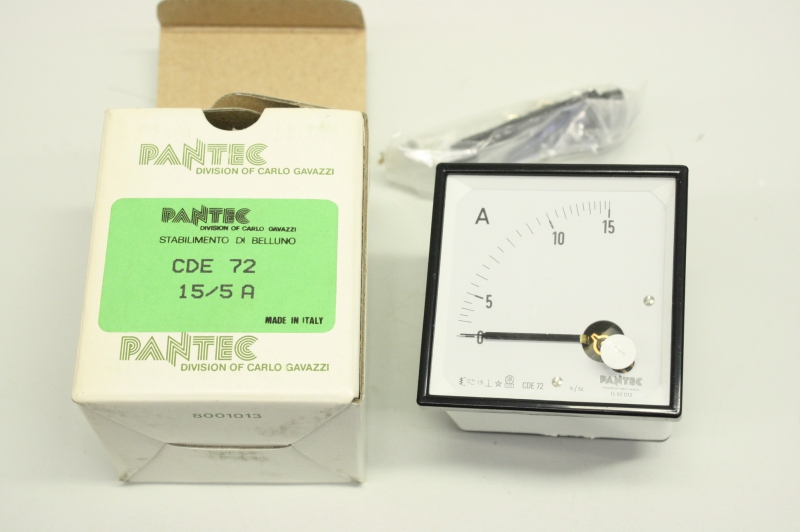 PANTEC
DIVISION OF CARLO GAVAZZI
PANTEC
DIVISION OF CARLO GAVAZZI
STABILIMENTO DI BELLUNO
CDE 72
15/5 A
MADE IN ITALY
PANTEC
DIVISION OF CARLO GAVAZZI
8001013
A
15
10
5
0
CDE 72
PANTEC